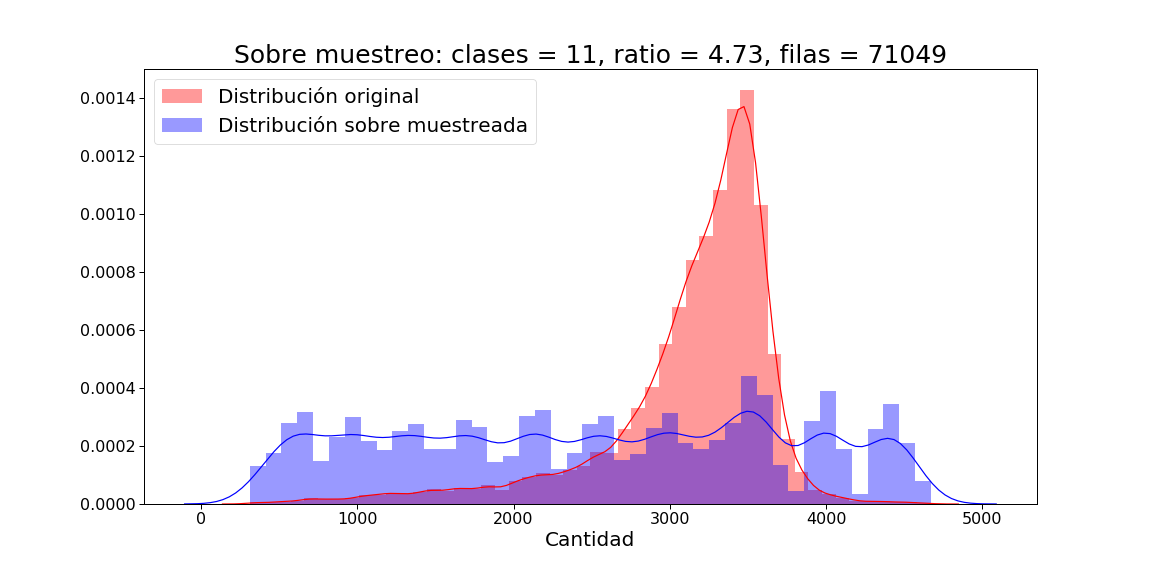 Sobre muestreo: clases = 11, ratio = 4.73, filas = 71049
Distribución original
Distribución sobre muestreada
0.0014
0.0012
0.0010
0.0008
0.0006
0.0004
0.0002
0.0000
0 1000 2000 3000 4000 5000
Cantidad